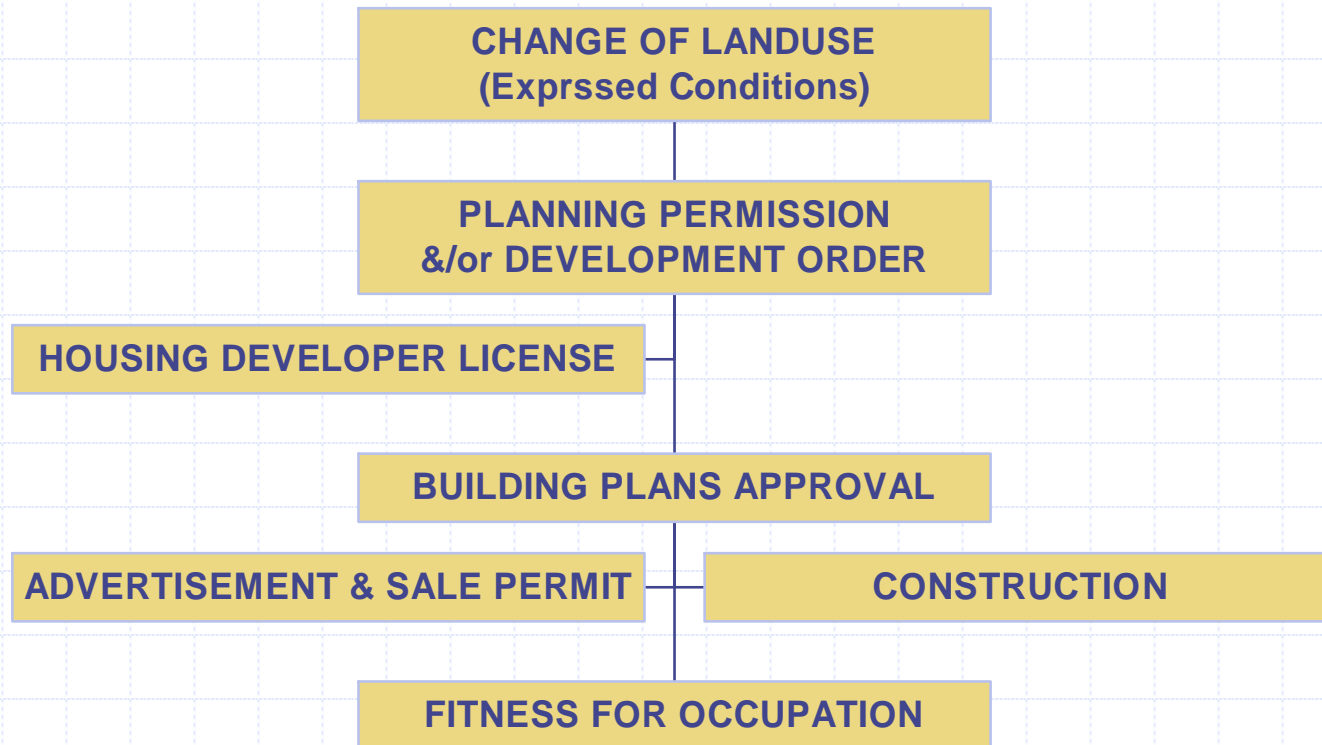 CHANGE OF LANDUSE
(Exprssed Conditions)
PLANNING PERMISSION
&/or DEVELOPMENT ORDER
HOUSING DEVELOPER LICENSE
BUILDING PLANS APPROVAL
ADVERTISEMENT & SALE PERMIT
CONSTRUCTION
FITNESS FOR OCCUPATION